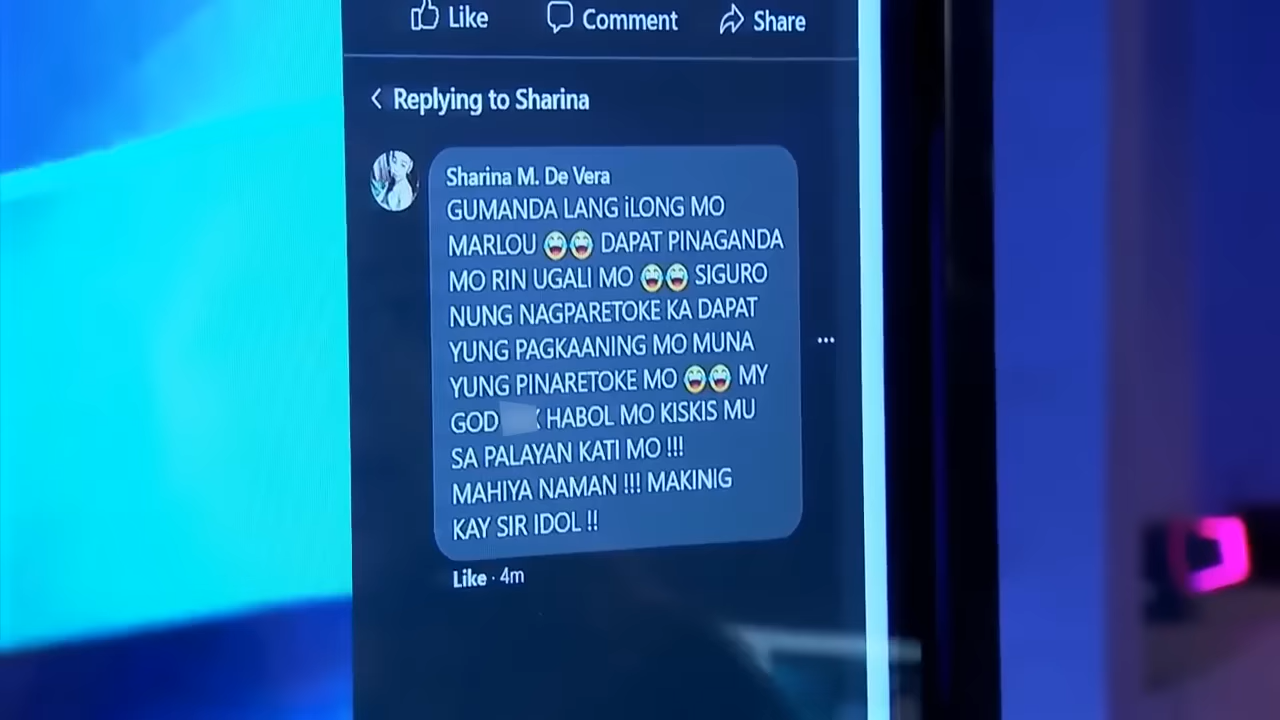 Like Comment Share
Replying to Sharina
Sharina M. De Vera
GUMANDA LANG iLONG MO
MARLOU 😂😂 DAPAT PINAGANDA
MO RIN UGALI MO 😂😂 SIGURO
NUNG NAGPARETOKE KA DAPAT
YUNG PAGKAANING MO MUNA
YUNG PINARETOKE MO 😂😂 MY
GOD HABOL MO KISKIS MU
SA PALAYAN KATI MO !!!
MAHIYA NAMAN !!! MAKINIG
KAY SIR IDOL !!
Like · 4m